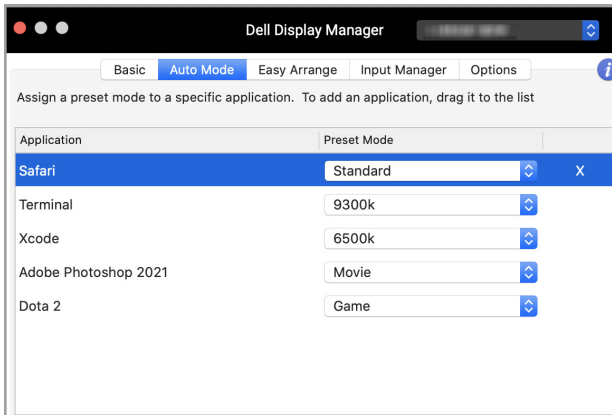 Dell Display Manager
Basic Auto Mode Easy Arrange Input Manager Options i
Assign a preset mode to a specific application. To add an application, drag it to the list
Application Preset Mode
Safari Standard X
Terminal 9300k
Xcode 6500k
Adobe Photoshop 2021 Movie
Dota 2 Game